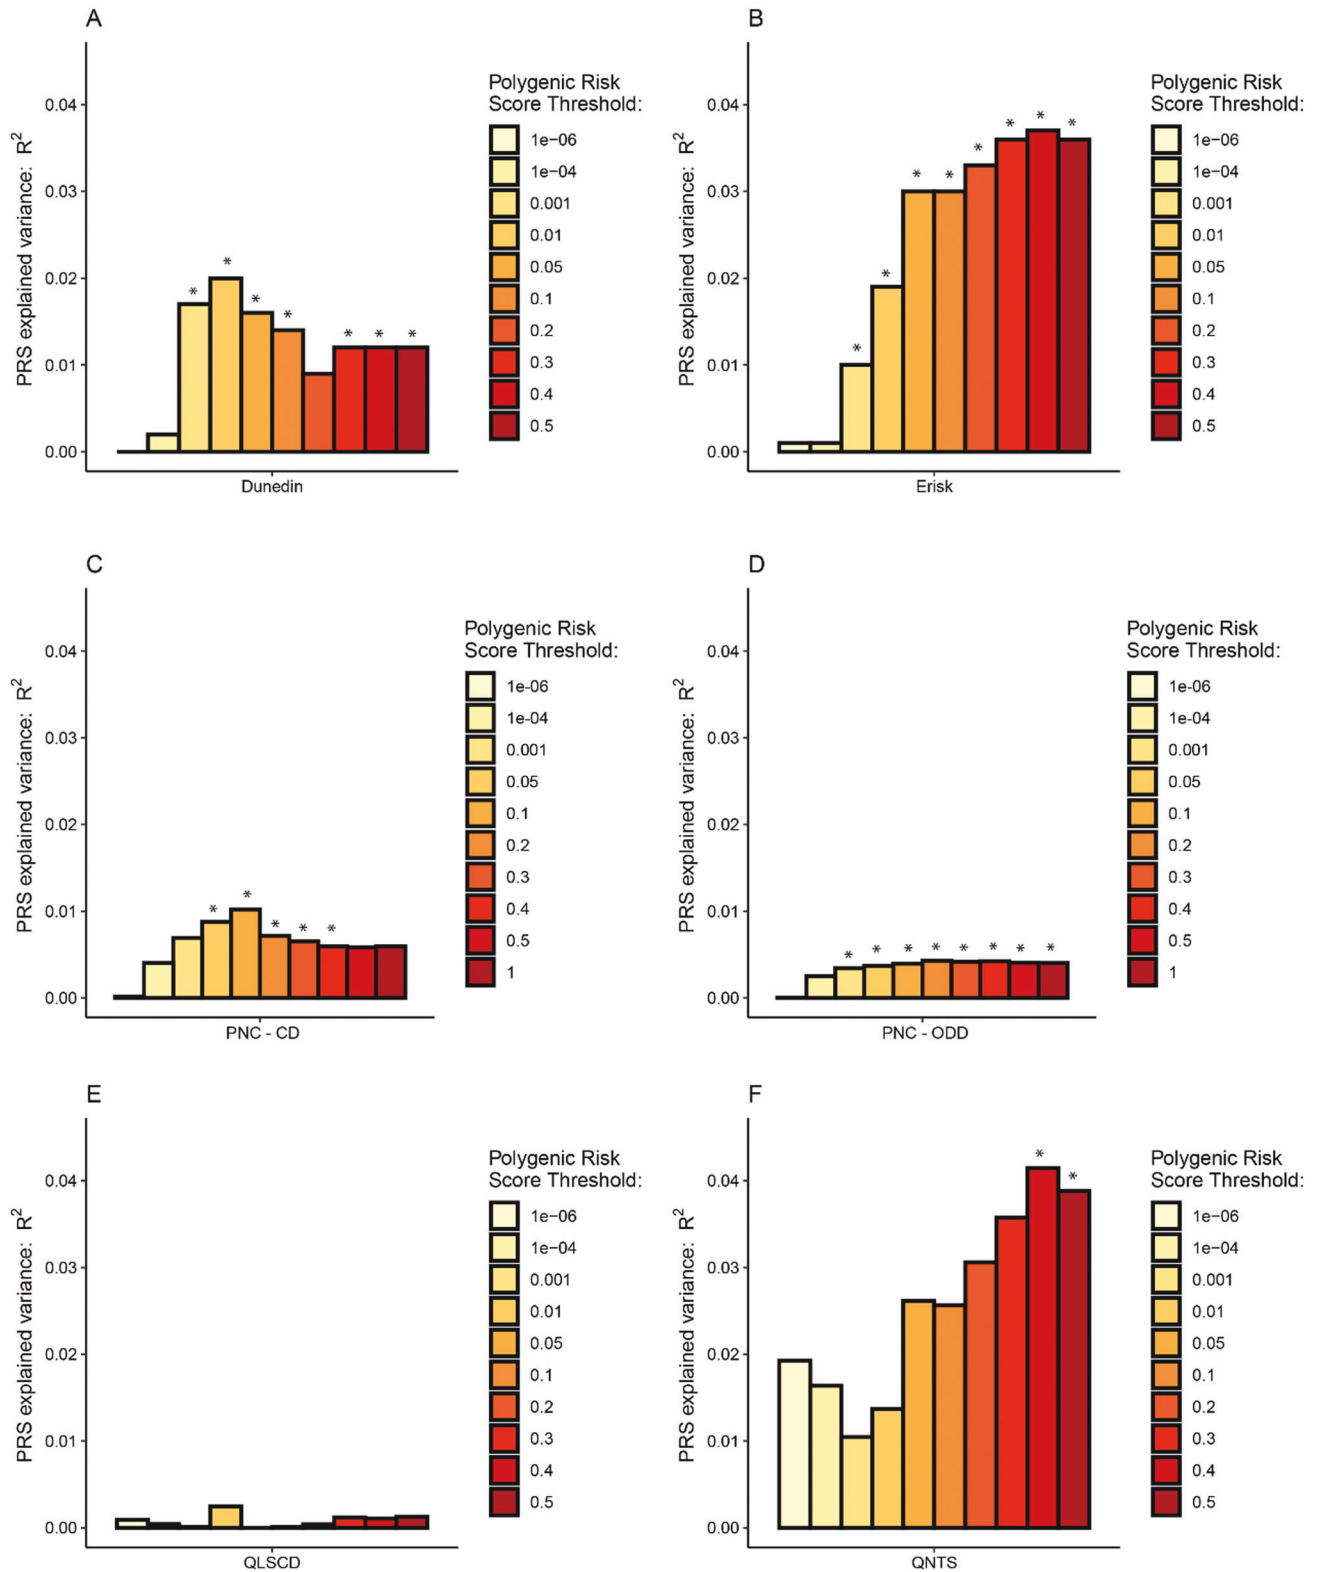 A
PRS explained variance: R²
0.04
0.03
0.02
0.01
0.00
* * * * * * *
Dunedin
Polygenic Risk
Score Threshold:
1e−06
1e−04
0.001
0.01
0.05
0.1
0.2
0.3
0.4
0.5
B
PRS explained variance: R²
0.04
0.03
0.02
0.01
0.00
* * * * * * * *
Erisk
Polygenic Risk
Score Threshold:
1e−06
1e−04
0.001
0.01
0.05
0.1
0.2
0.3
0.4
0.5
C
PRS explained variance: R²
0.04
0.03
0.02
0.01
0.00
* * * * *
PNC - CD
Polygenic Risk
Score Threshold:
1e-06
1e-04
0.001
0.05
0.1
0.2
0.3
0.4
0.5
1
D
PRS explained variance: R²
0.04
0.03
0.02
0.01
0.00
* * * * * * * *
PNC - ODD
Polygenic Risk
Score Threshold:
1e-06
1e-04
0.001
0.05
0.1
0.2
0.3
0.4
0.5
1
E
PRS explained variance: R²
0.04
0.03
0.02
0.01
0.00
QLSCD
Polygenic Risk
Score Threshold:
1e−06
1e−04
0.001
0.01
0.05
0.1
0.2
0.3
0.4
0.5
F
PRS explained variance: R²
0.04
0.03
0.02
0.01
0.00
* *
QNTS
Polygenic Risk
Score Threshold:
1e−06
1e−04
0.001
0.01
0.05
0.1
0.2
0.3
0.4
0.5